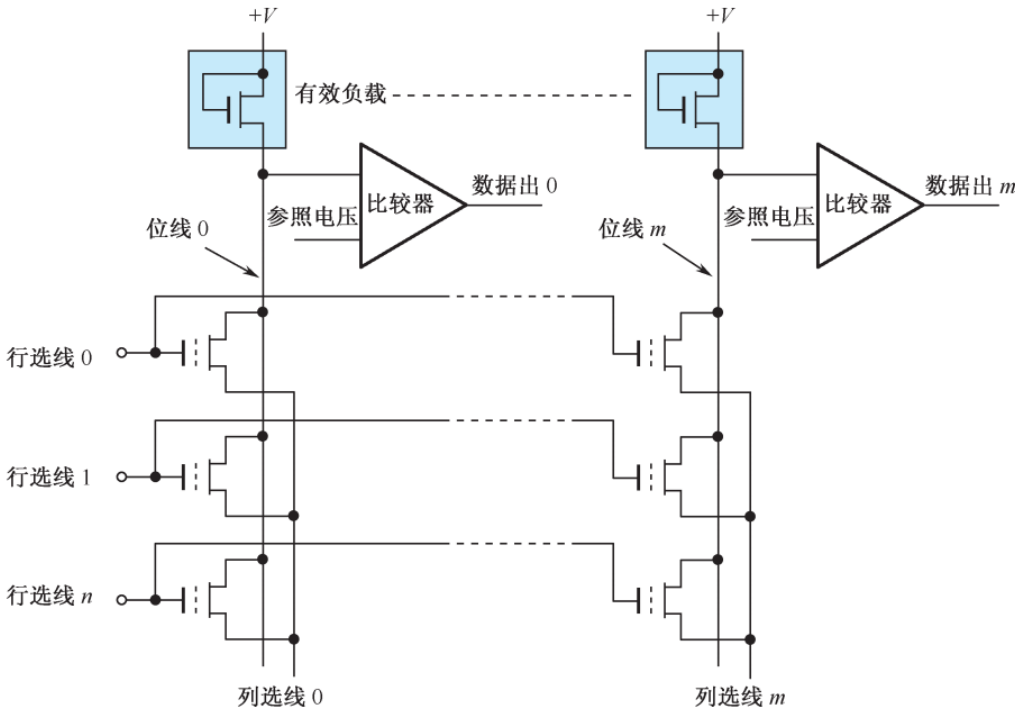 +V
+V
有效负载
比较器
数据出 0
参照电压
位线 0
比较器
数据出 m
参照电压
位线 m
行选线 0
行选线 1
行选线 n
列选线 0
列选线 m